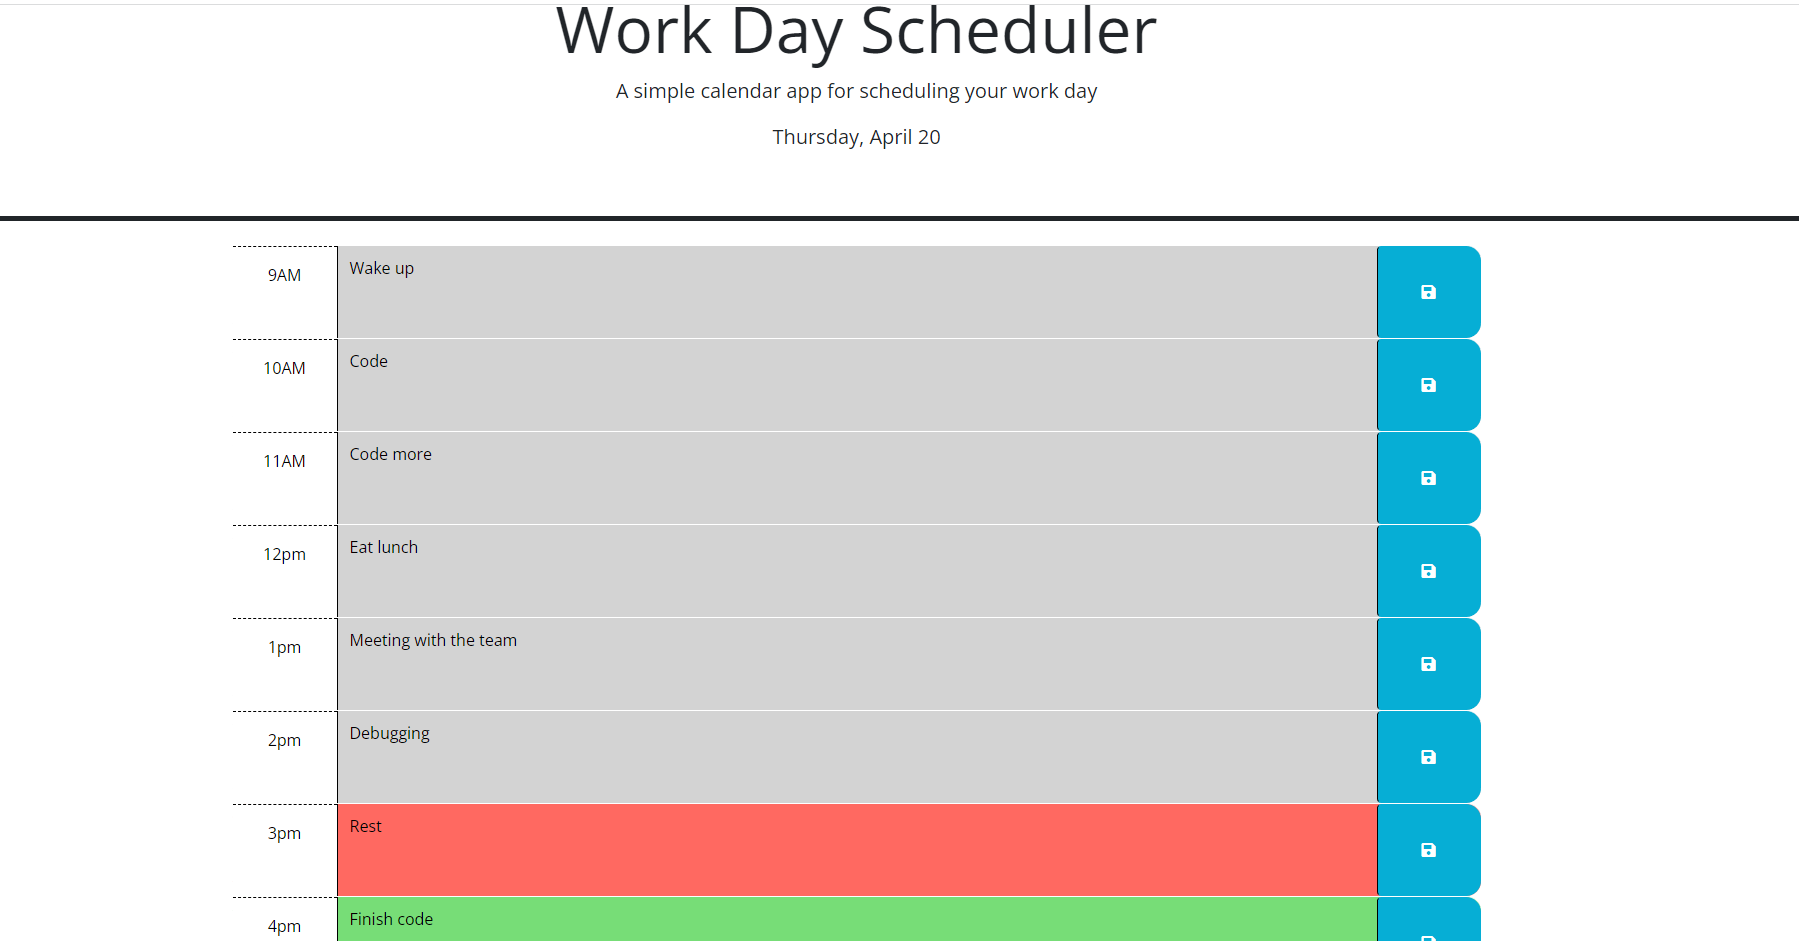 Work Day Scheduler
A simple calendar app for scheduling your work day
Thursday, April 20
9AM
Wake up
10AM
Code
11AM
Code more
12pm
Eat lunch
1pm
Meeting with the team
2pm
Debugging
3pm
Rest
4pm
Finish code